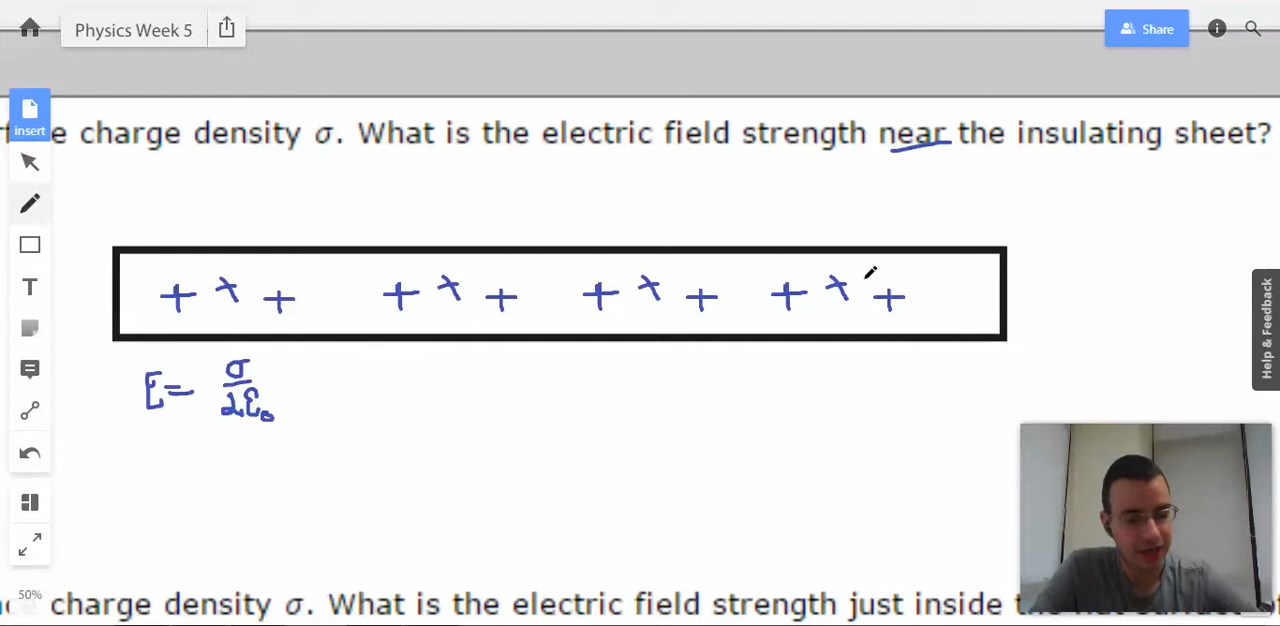 Physics Week 5
Share
insert
charge density σ. What is the electric field strength near the insulating sheet?
+ + + + + + + + + + + +
E = σ/2ε₀
T
Help & Feedback
50%
charge density σ. What is the electric field strength just inside